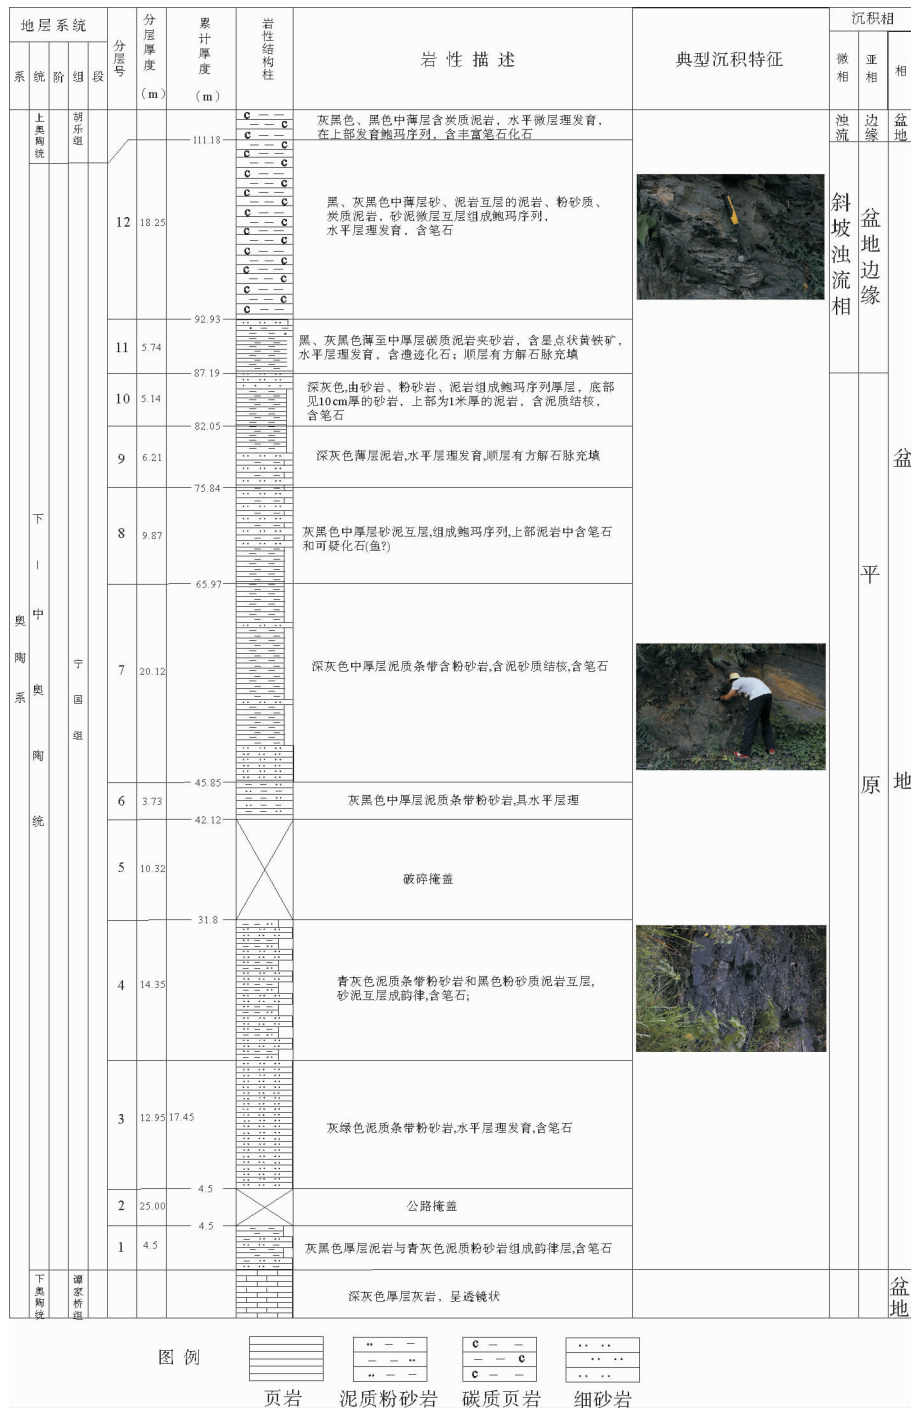 地层系统
系
统
阶
组
段
分层号
分层厚度
(m)
累计厚度
(m)
岩性结构柱
岩性描述
典型沉积特征
沉积相
微相
亚相
相
上奥陶统
胡乐组
灰黑色、黑色中薄层含炭质泥岩，水平微层理发育，
在上部发育鲍玛序列，含丰富笔石化石
浊流
边缘
盆地
111.18
12
18.25
黑、灰黑色中薄层砂、泥岩互层的泥岩、粉砂质、
炭质泥岩，砂泥微层互层组成鲍玛序列，
水平层理发育，含笔石
斜坡浊流相
盆地边缘
92.93
11
5.74
黑、灰黑色薄至中厚层碳质泥岩夹砂岩，含星点状黄铁矿，
水平层理发育，含遗迹化石；顺层有方解石脉充填
87.19
10
5.14
深灰色,由砂岩、粉砂岩、泥岩组成鲍玛序列厚层，底部
见10cm厚的砂岩，上部为1米厚的泥岩，含泥质结核，
含笔石
82.05
9
6.21
深灰色薄层泥岩,水平层理发育,顺层有方解石脉充填
75.84
8
9.87
灰黑色中厚层砂泥互层,组成鲍玛序列,上部泥岩中含笔石
和可疑化石(鱼?)
65.97
奥陶系
下—中奥陶统
宁国组
7
20.12
深灰色中厚层泥质条带含粉砂岩,含泥砂质结核,含笔石
平原
盆地
45.85
6
3.73
灰黑色中厚层泥质条带粉砂岩,具水平层理
42.12
5
10.32
破碎掩盖
31.8
4
14.35
青灰色泥质条带粉砂岩和黑色粉砂质泥岩互层,
砂泥互层成韵律,含笔石;
3
12.95
17.45
灰绿色泥质条带粉砂岩,水平层理发育,含笔石
4.5
2
25.00
公路掩盖
4.5
1
4.5
灰黑色厚层泥岩与青灰色泥质粉砂岩组成韵律层,含笔石
下奥陶统
谭家桥组
深灰色厚层灰岩，呈透镜状
盆地
图 例
页岩
泥质粉砂岩
碳质页岩
细砂岩